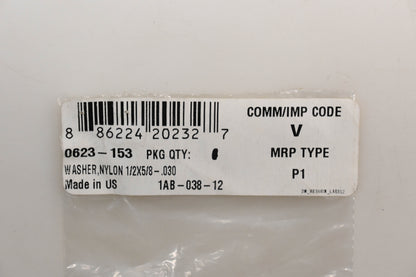 8 86224 20232 7
COMM/IMP CODE
V
0623-153 PKG QTY:
MRP TYPE
WASHER,NYLON 1/2X5/8-.030
P1
Made in US 1AB-038-12